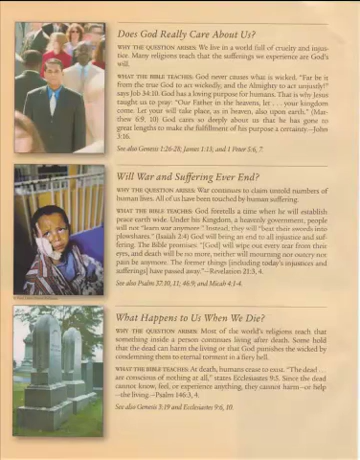 Does God Really Care About Us?
WHY THE QUESTION ARISES: We live in a world full of cruelty and injus-
tice. Many religions teach that the sufferings we experience are God's
will.
WHAT THE BIBLE TEACHES: God never causes what is wicked. "Far be it
from the true God to act wickedly, and the Almighty to act unjustly!"
says Job 34:10. God has a loving purpose for humans. That is why Jesus
taught us to pray: "Our Father in the heavens, let . . . your kingdom
come. Let your will take place, as in heaven, also upon earth." (Mat-
thew 6:9, 10) God cares so deeply about us that he has gone to
great lengths to make the fulfillment of his purpose a certainty.—John
3:16.
See also Genesis 1:26-28; James 1:13; and 1 Peter 5:6, 7.
Will War and Suffering Ever End?
WHY THE QUESTION ARISES: War continues to claim untold numbers of
human lives. All of us have been touched by human suffering.
WHAT THE BIBLE TEACHES: God foretells a time when he will establish
peace earth wide. Under his Kingdom, a heavenly government, people
will not "learn war anymore." Instead, they will "beat their swords into
plowshares." (Isaiah 2:4) God will bring an end to all injustice and suf-
fering. The Bible promises: "[God] will wipe out every tear from their
eyes, and death will be no more, neither will mourning nor outcry nor
pain be anymore. The former things [including today's injustices and
sufferings] have passed away."—Revelation 21:3, 4.
See also Psalm 37:10, 11; 46:9; and Micah 4:1-4.
What Happens to Us When We Die?
WHY THE QUESTION ARISES: Most of the world's religions teach that
something inside a person continues living after death. Some hold
that the dead can harm the living or that God punishes the wicked by
condemning them to eternal torment in a fiery hell.
WHAT THE BIBLE TEACHES: At death, humans cease to exist. "The dead . . .
are conscious of nothing at all," states Ecclesiastes 9:5. Since the dead
cannot know, feel, or experience anything, they cannot harm—or help
—the living.—Psalm 146:3, 4.
See also Genesis 3:19 and Ecclesiastes 9:6, 10.